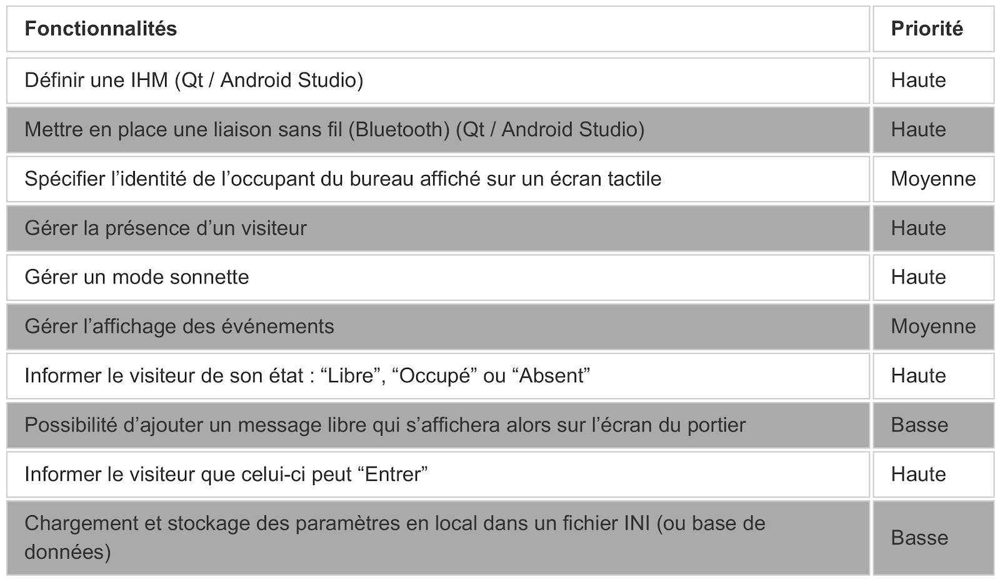 Fonctionnalités Priorité
Définir une IHM (Qt / Android Studio) Haute
Mettre en place une liaison sans fil (Bluetooth) (Qt / Android Studio) Haute
Spécifier l’identité de l’occupant du bureau affiché sur un écran tactile Moyenne
Gérer la présence d’un visiteur Haute
Gérer un mode sonnette Haute
Gérer l’affichage des événements Moyenne
Informer le visiteur de son état : “Libre”, “Occupé” ou “Absent” Haute
Possibilité d’ajouter un message libre qui s’affichera alors sur l’écran du portier Basse
Informer le visiteur que celui-ci peut “Entrer” Haute
Chargement et stockage des paramètres en local dans un fichier INI (ou base de
données) Basse